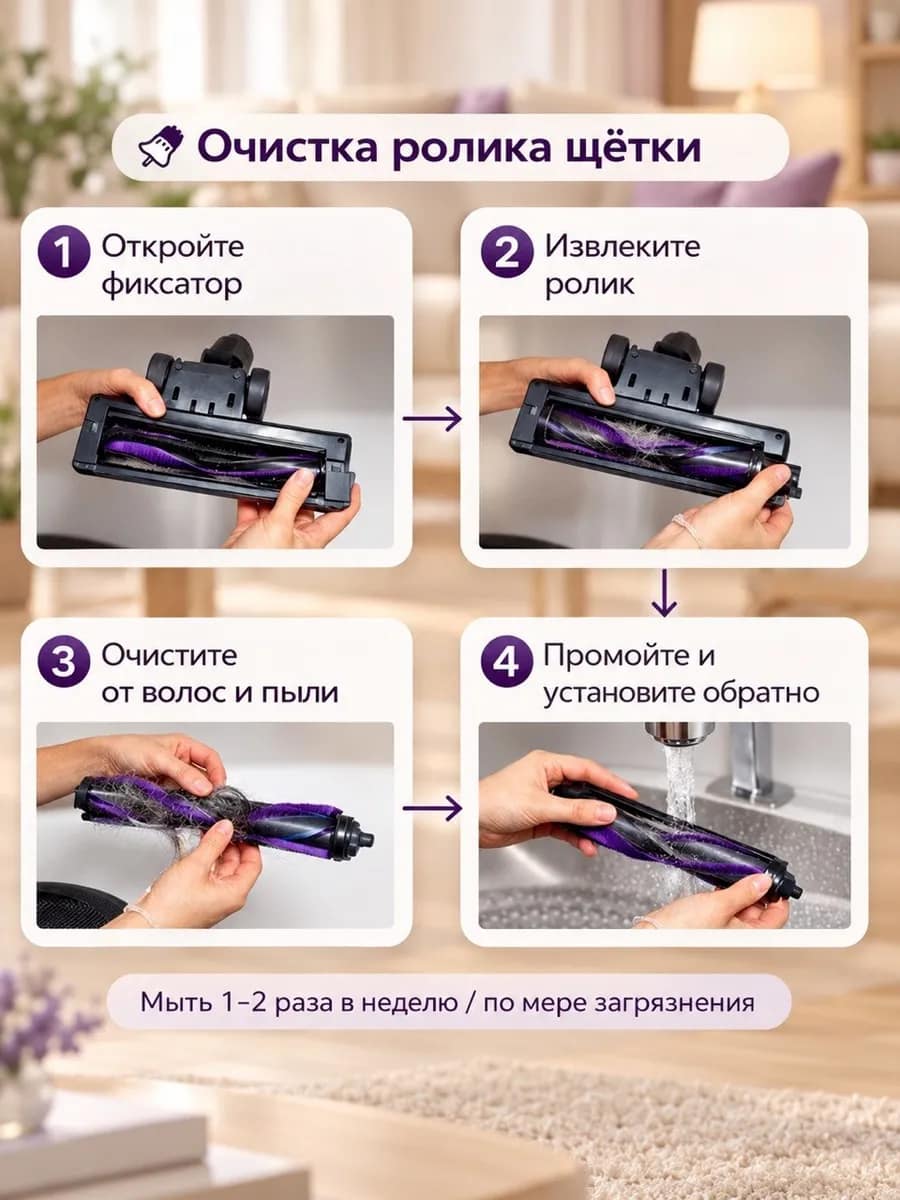 Очистка ролика щётки
1 Откройте
фиксатор
2 Извлеките
ролик
3 Очистите
от волос и пыли
4 Промойте и
установите обратно
Мыть 1–2 раза в неделю / по мере загрязнения